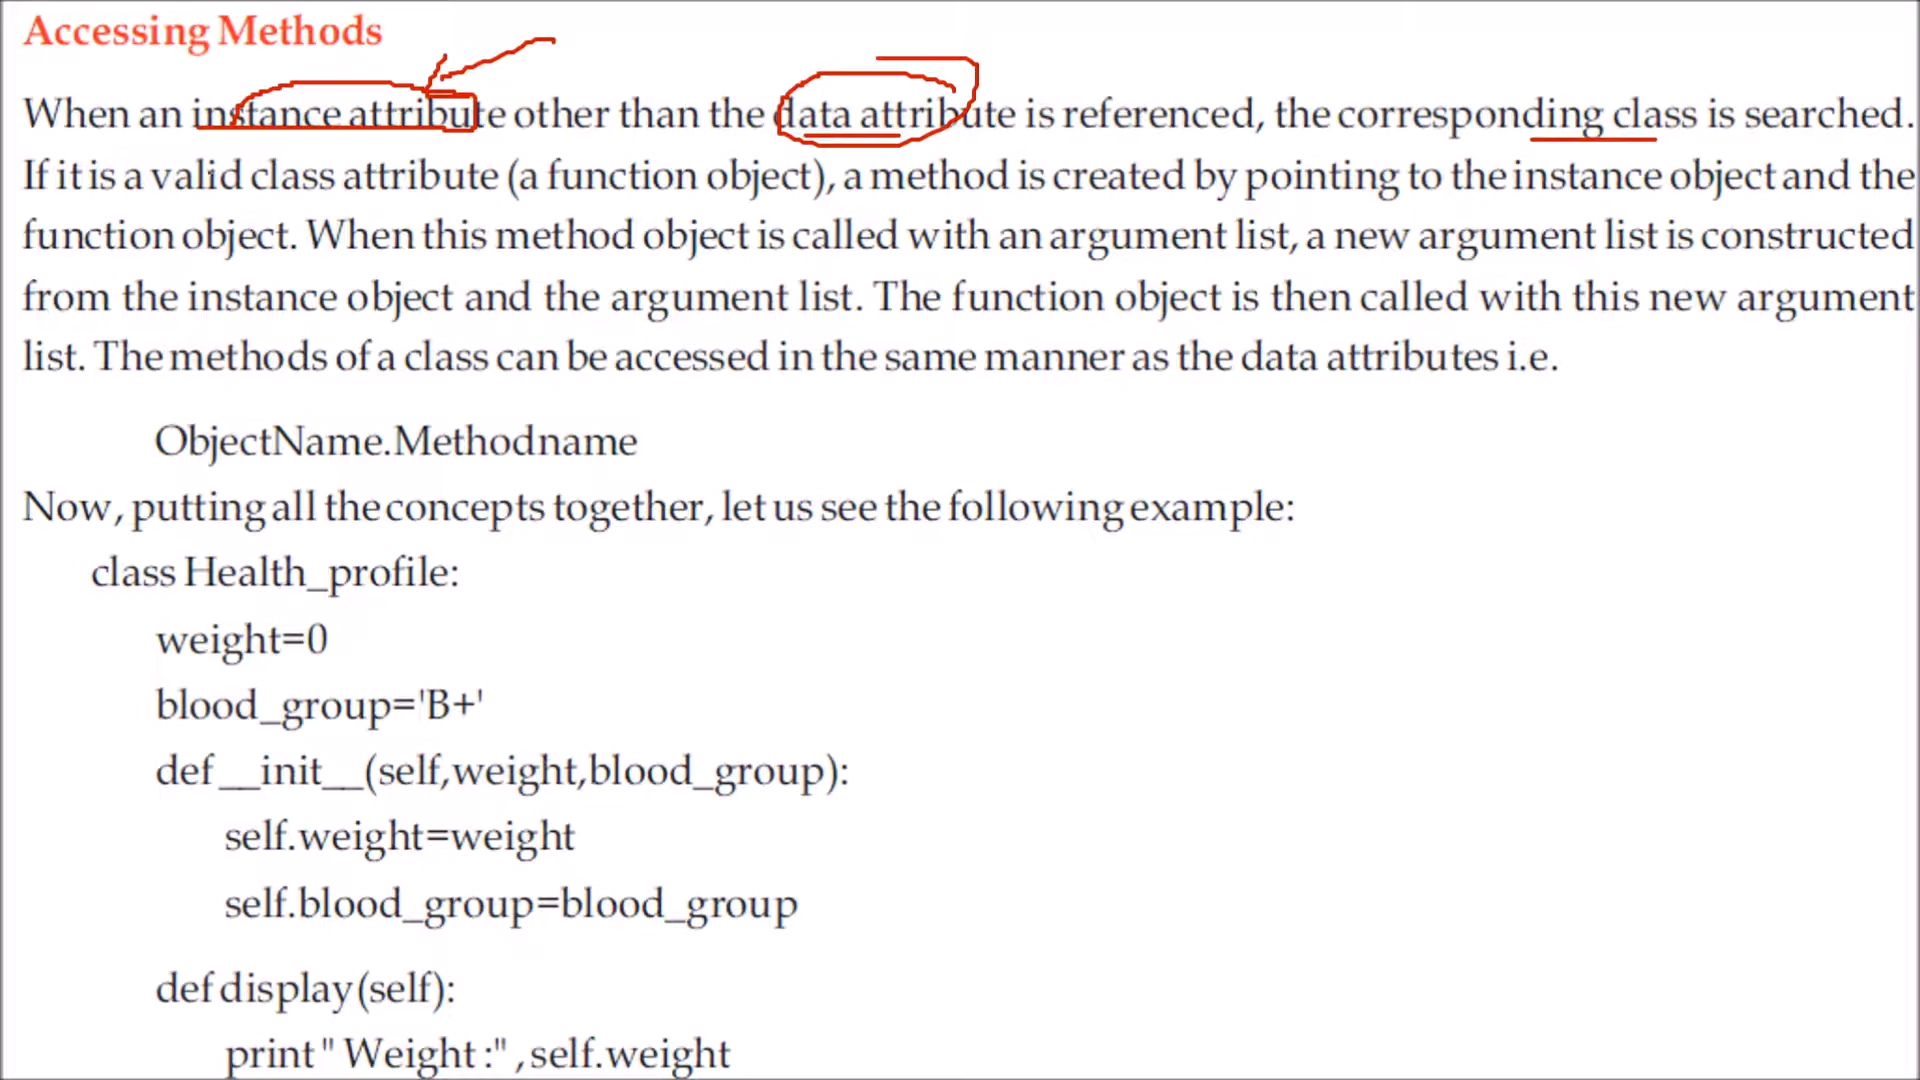 Accessing Methods
When an instance attribute other than the data attribute is referenced, the corresponding class is searched.
If it is a valid class attribute (a function object), a method is created by pointing to the instance object and the
function object. When this method object is called with an argument list, a new argument list is constructed
from the instance object and the argument list. The function object is then called with this new argument
list. The methods of a class can be accessed in the same manner as the data attributes i.e.
ObjectName.Methodname
Now, putting all the concepts together, let us see the following example:
class Health_profile:
weight=0
blood_group='B+'
def __init__(self,weight,blood_group):
self.weight=weight
self.blood_group=blood_group
def display(self):
print " Weight :" , self.weight